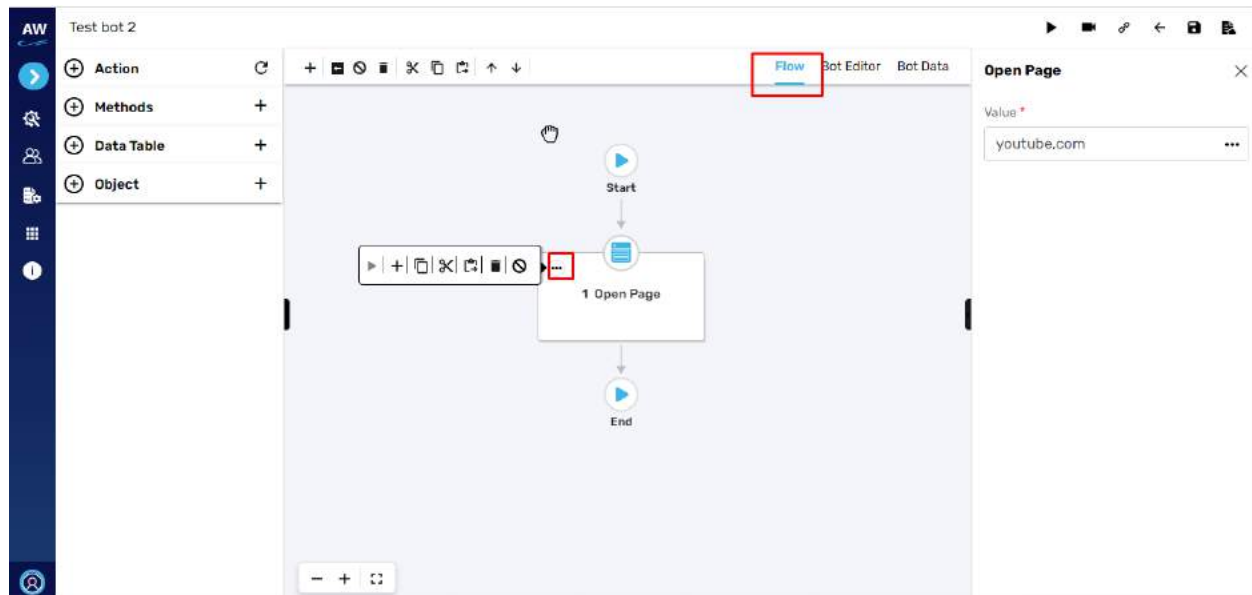 AW
Test bot 2
Action
Methods
Data Table
Object
Flow
Bot Editor
Bot Data
Start
1 Open Page
End
Open Page
Value *
youtube.com